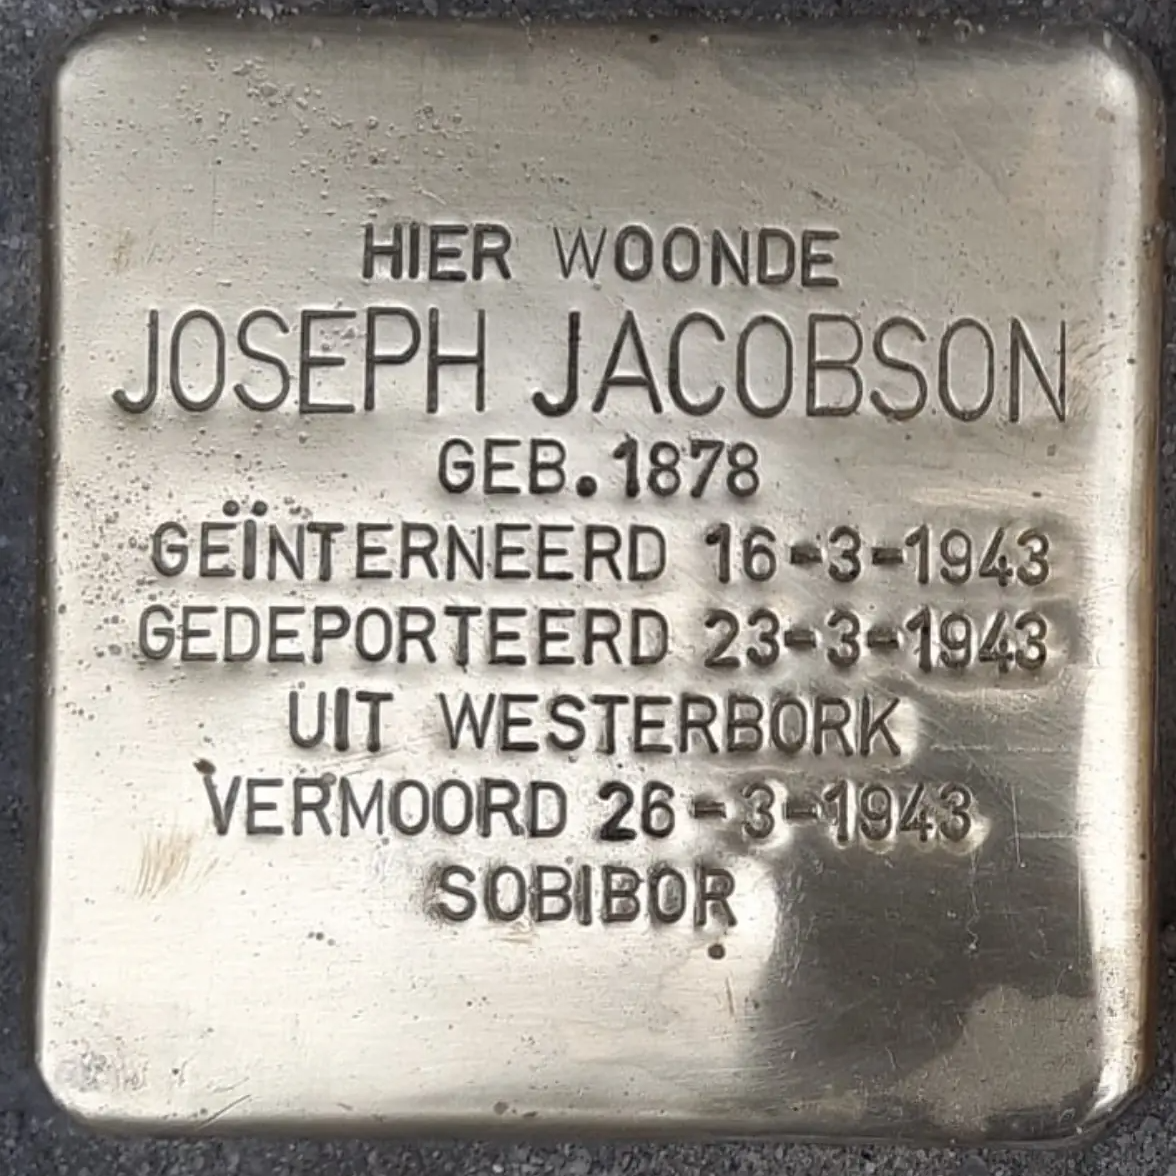 HIER WOONDE
JOSEPH JACOBSON
GEB. 1878
GEÏNTERNEERD 16-3-1943
GEDEPORTEERD 23-3-1943
UIT WESTERBORK
VERMOORD 26-3-1943
SOBIBOR